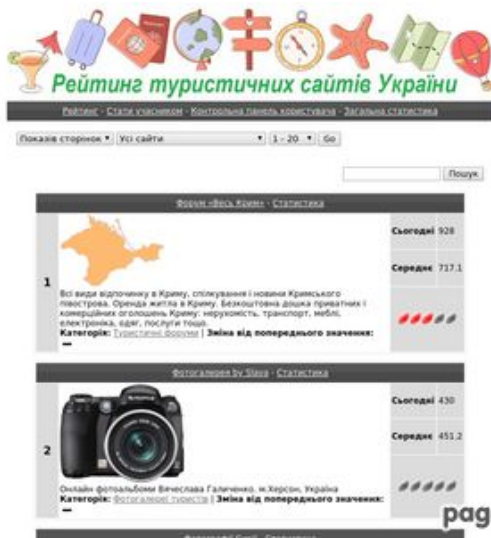 Рейтинг туристичних сайтів України
Рейтинг - Стати учасником - Контрольна панель користувача - Загальна статистика
Показів сторінок Усі сайти 1 - 20 Go
Пошук
Форум «Весь Крим» - Статистика
Сьогодні 928
Середнє 717.1
1
Всі види відпочинку в Криму, спілкування і новини Кримського
півострова. Оренда житла в Криму. Безкоштовна дошка приватних і
комерційних оголошень Криму: нерухомість, транспорт, меблі,
електроніка, одяг, послуги тощо.
Категорія: Туристичні форуми | Зміна від попереднього значення:
Фотогалерея by Slava - Статистика
Сьогодні 430
Середнє 451.2
2
Онлайн фотоальбоми Вячеслава Галиченко. м.Херсон, Україна
Категорія: Фотогалереї туристів | Зміна від попереднього значення:
pag